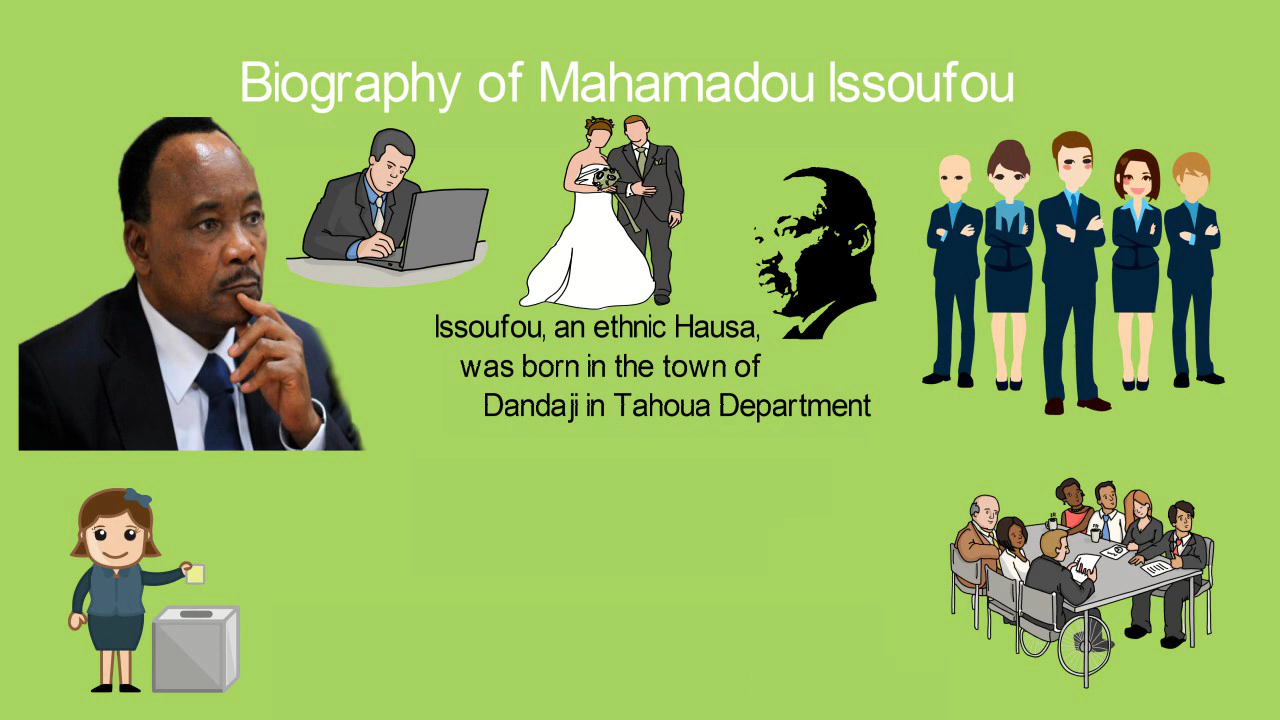 Biography of Mahamadou Issoufou
Issoufou, an ethnic Hausa,
was born in the town of
Dandaji in Tahoua Department